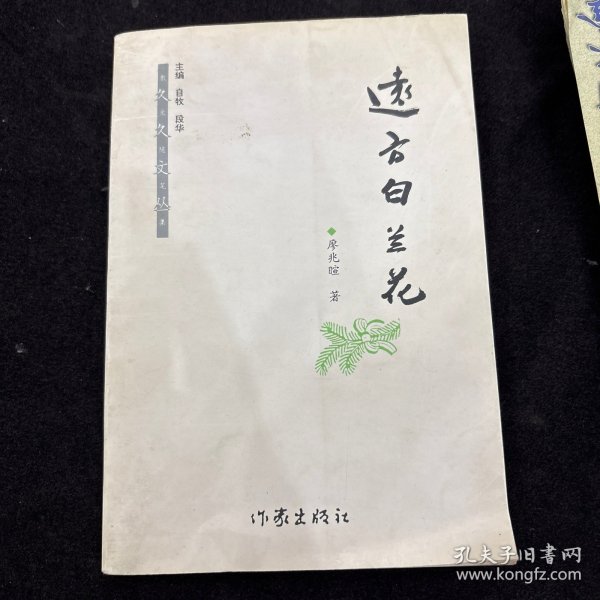 遠方白兰花
廖兆暄 著
主编 自牧 段华
久久文丛
作家出版社
孔夫子旧书网
www.kongfz.com